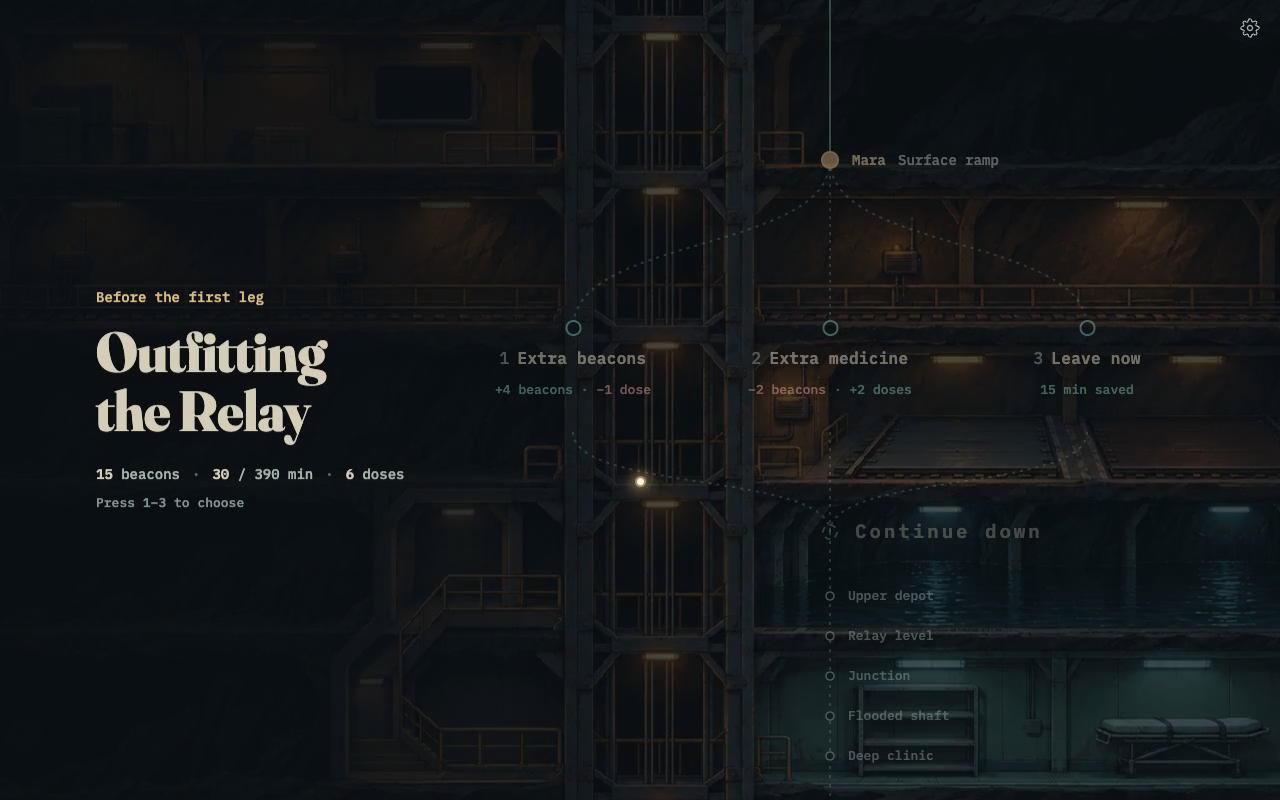 Mara Surface ramp
Before the first leg
Outfitting
the Relay
15 beacons · 30 / 390 min · 6 doses
Press 1–3 to choose
1 Extra beacons
+4 beacons · −1 dose
2 Extra medicine
−2 beacons · +2 doses
3 Leave now
15 min saved
Continue down
Upper depot
Relay level
Junction
Flooded shaft
Deep clinic